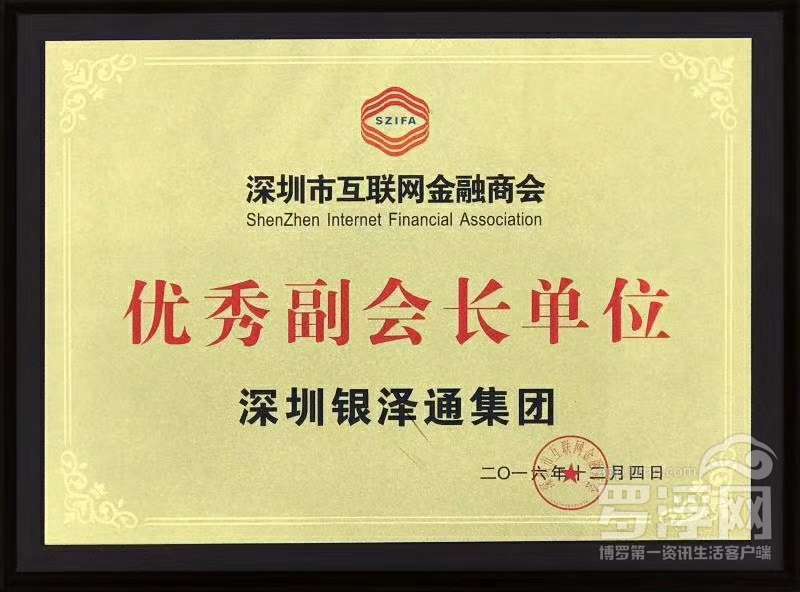 SZIFA
深圳市互联网金融商会
ShenZhen Internet Financial Association
优秀副会长单位
深圳银泽通集团
二〇一六年十二月四日
罗浮网
博罗第一资讯生活客户端